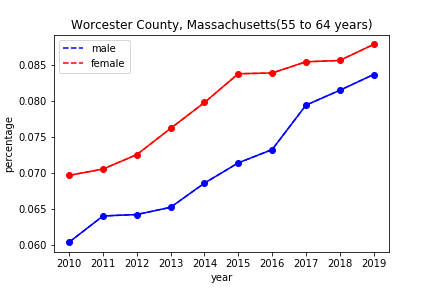 Worcester County, Massachusetts(55 to 64 years)
male
female
percentage
0.085
0.080
0.075
0.070
0.065
0.060
2010 2011 2012 2013 2014 2015 2016 2017 2018 2019
year